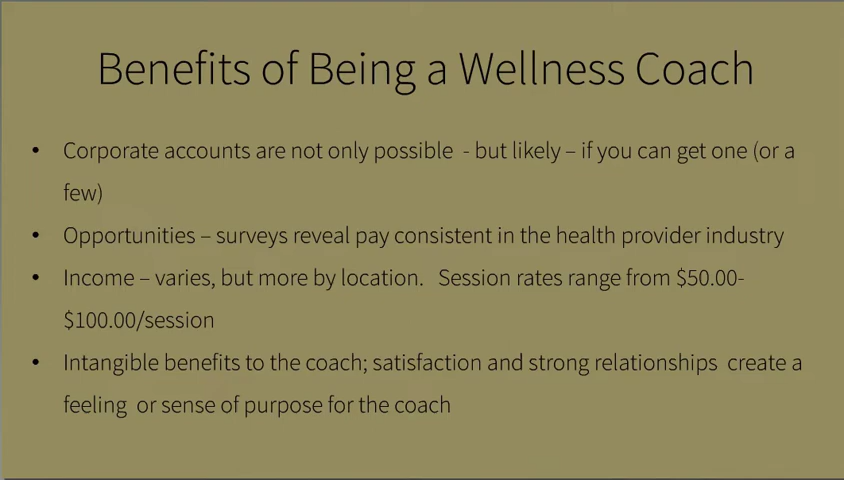 Benefits of Being a Wellness Coach
• Corporate accounts are not only possible  - but likely – if you can get one (or a
few)
• Opportunities – surveys reveal pay consistent in the health provider industry
• Income – varies, but more by location.   Session rates range from $50.00-
$100.00/session
• Intangible benefits to the coach; satisfaction and strong relationships  create a
feeling  or sense of purpose for the coach